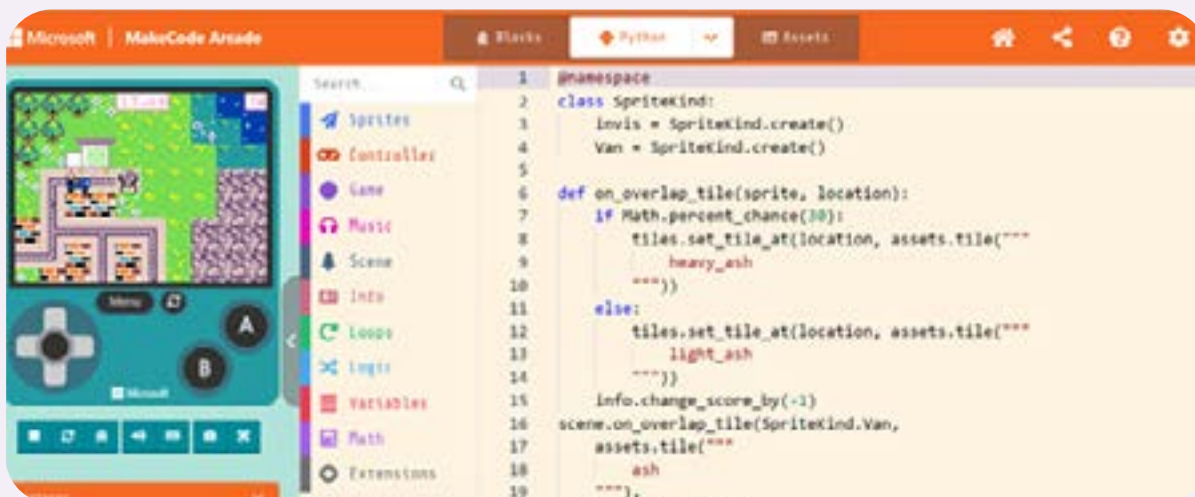 Microsoft | MakeCode Arcade
Blocks
Python
Assets
Search...
Sprites
Controller
Game
Music
Scene
Info
Loops
Logic
Variables
Math
Extensions
Menu
A
B
Microsoft
1 @namespace
2 class SpriteKind:
3 invis = SpriteKind.create()
4 Van = SpriteKind.create()
5
6 def on_overlap_tile(sprite, location):
7 if Math.percent_chance(30):
8 tiles.set_tile_at(location, assets.tile("""
9 heavy_ash
10 """))
11 else:
12 tiles.set_tile_at(location, assets.tile("""
13 light_ash
14 """))
15 info.change_score_by(-1)
16 scene.on_overlap_tile(SpriteKind.Van,
17 assets.tile("""
18 ash
19 """),